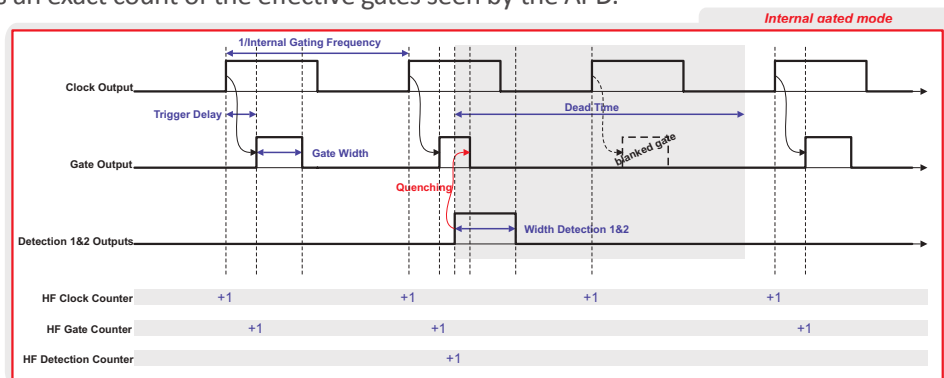 s an exact count of the effective gates seen by the APD.
Internal gated mode
1/Internal Gating Frequency
Clock Output
Dead Time
Trigger Delay
blanked gate
Gate Width
Gate Output
Quenching
Width Detection 1&2
Detection 1&2 Outputs
HF Clock Counter +1 +1 +1 +1
HF Gate Counter +1 +1 +1
HF Detection Counter +1